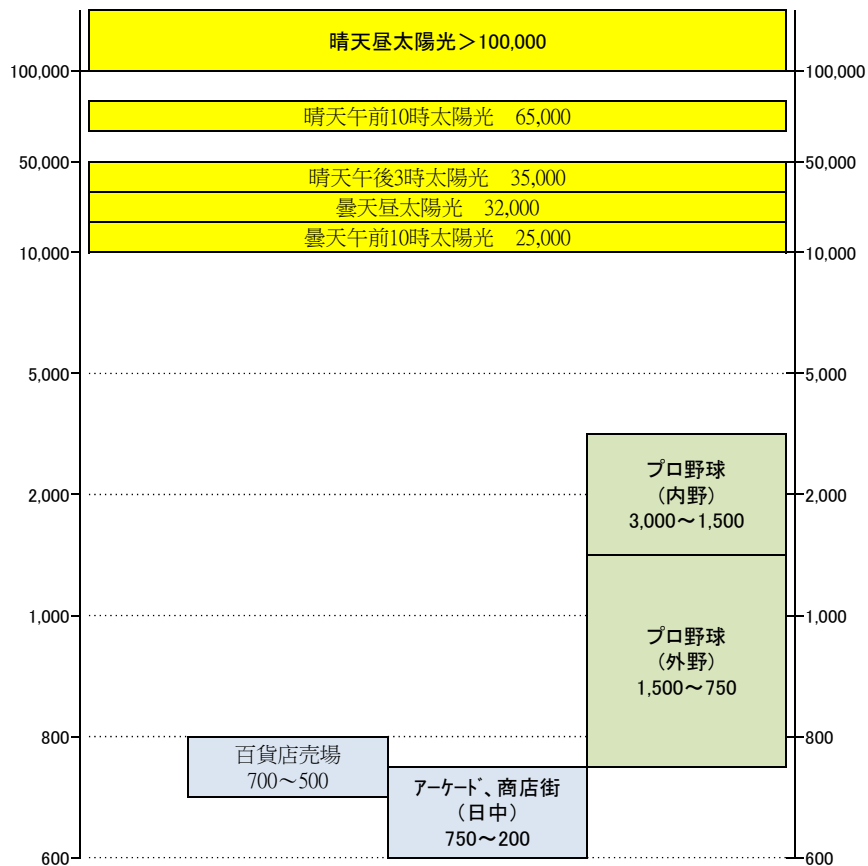 晴天昼太陽光＞100,000
100,000
100,000
晴天午前10時太陽光　65,000
50,000
50,000
晴天午後3時太陽光　35,000
曇天昼太陽光　32,000
曇天午前10時太陽光　25,000
10,000
10,000
5,000
5,000
プロ野球
（内野）
3,000～1,500
2,000
2,000
1,000
1,000
プロ野球
（外野）
1,500～750
800
800
百貨店売場
700～500
アーケｰド、商店街
（日中）
750～200
600
600